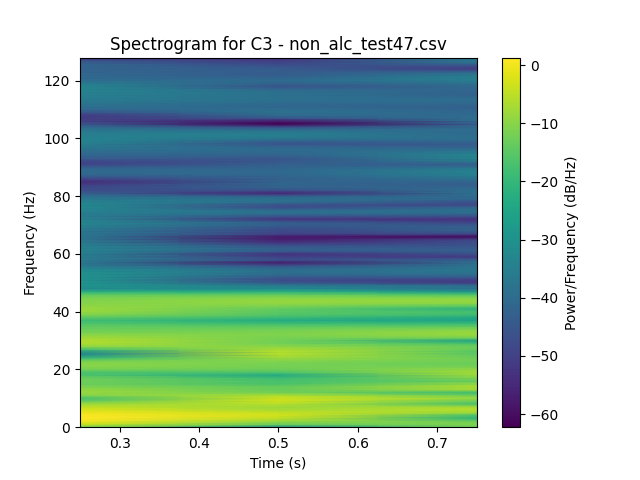 Spectrogram for C3 - non_alc_test47.csv
Frequency (Hz)
120
100
80
60
40
20
0
0.3 0.4 0.5 0.6 0.7
Time (s)
0
−10
−20
−30
−40
−50
−60
Power/Frequency (dB/Hz)